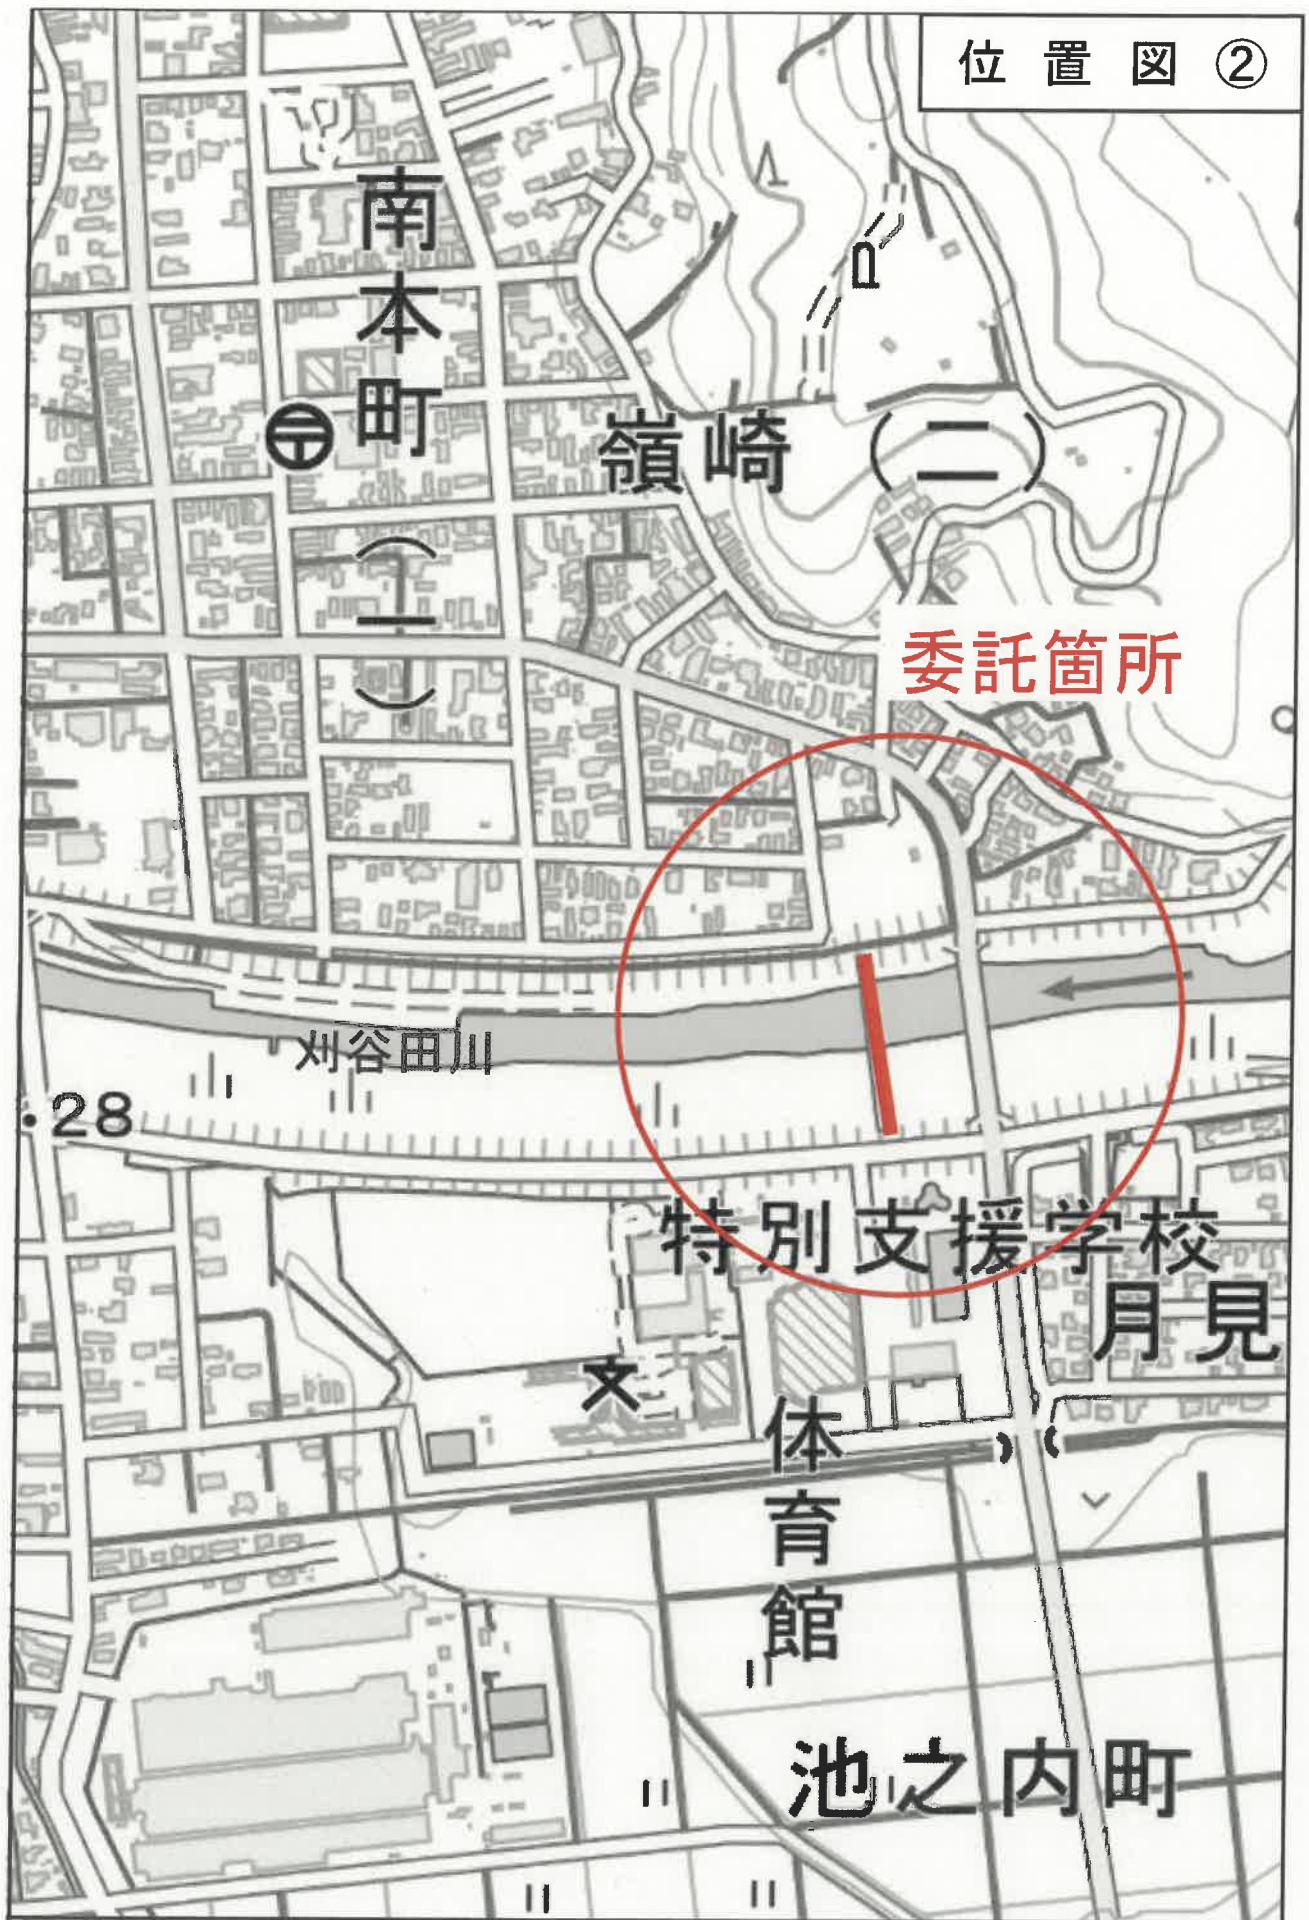 位置図②
南本町
(一)
嶺崎(二)
委託箇所
刈谷田川
28
特別支援学校
月見
体育館
池之内町